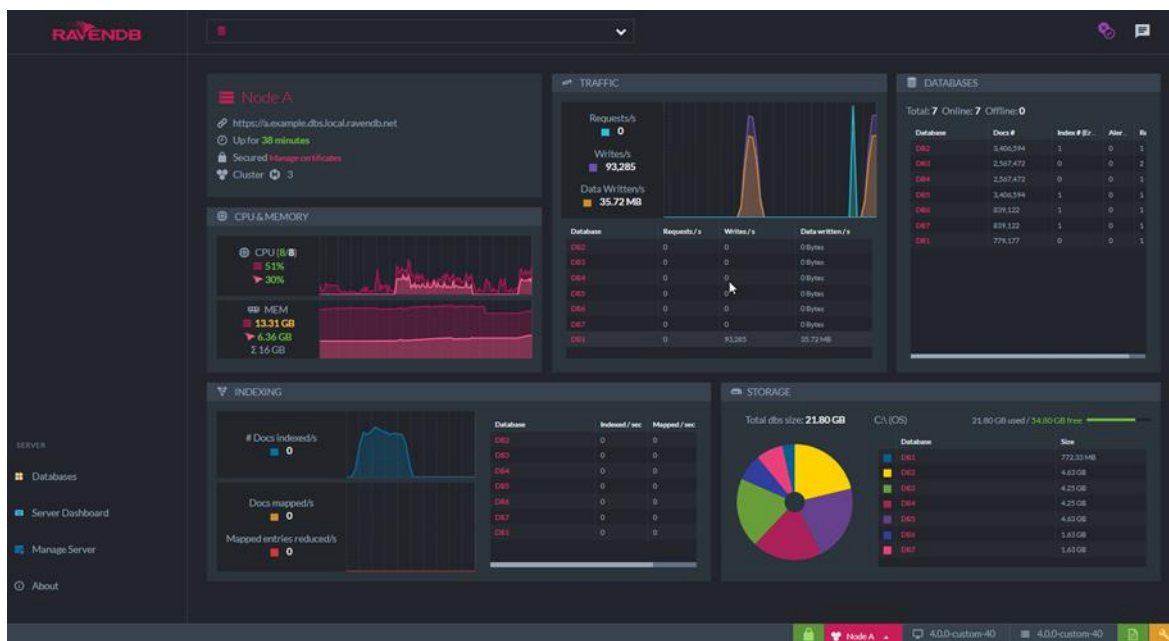 RAVENDB
Node A
https://a.example.dbs.local.ravendb.net
Up for 38 minutes
Secured Manage certificates
Cluster 3
CPU & MEMORY
CPU (8/8)
51%
30%
MEM
13.31 GB
6.36 GB
Σ 16 GB
TRAFFIC
Requests/s
0
Writes/s
93,285
Data Written/s
35.72 MB
Database Requests / s Writes / s Data written / s
DB2 0 0 0 Bytes
DB3 0 0 0 Bytes
DB4 0 0 0 Bytes
DB5 0 0 0 Bytes
DB6 0 0 0 Bytes
DB7 0 0 0 Bytes
DB1 0 93,285 35.72 MB
DATABASES
Total: 7 Online: 7 Offline: 0
Database Docs # Index # (Er..
DB2 3,406,594 1 0 1
DB3 2,567,472 0 0 2
DB4 2,567,472 0 0 1
DB5 3,406,594 1 0 1
DB6 839,122 1 0 1
DB7 839,122 1 0 1
DB1 779,177 0 0 1
INDEXING
# Docs indexed/s
0
Docs mapped/s
0
Mapped entries reduced/s
0
Database Indexed / sec Mapped / sec
DB2 0 0
DB3 0 0
DB4 0 0
DB5 0 0
DB6 0 0
DB7 0 0
DB1 0 0
STORAGE
Total dbs size: 21.80 GB
C:\ (OS) 21.80 GB used / 54.80 GB free
Database Size
DB1 772.33 MB
DB2 4.63 GB
DB3 4.25 GB
DB4 4.25 GB
DB5 4.63 GB
DB6 1.63 GB
DB7 1.63 GB
SERVER
Databases
Server Dashboard
Manage Server
About
Node A
4.0.0-custom-40
4.0.0-custom-40